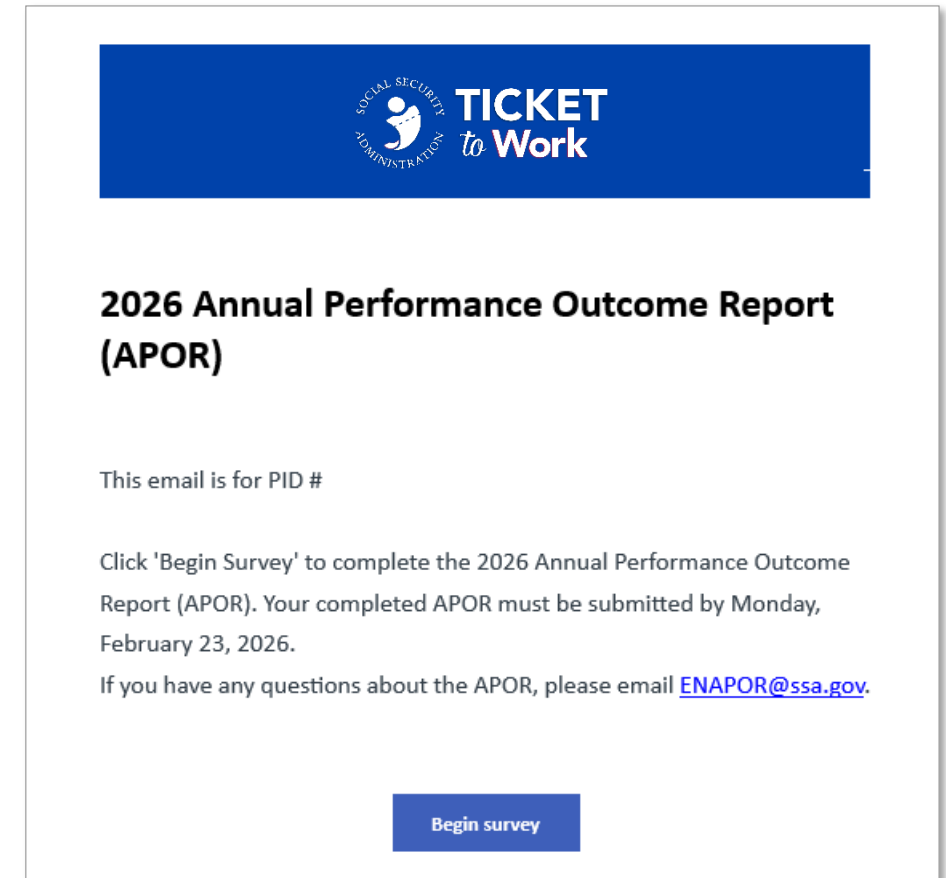 SOCIAL SECURITY
ADMINISTRATION
TICKET
to Work
2026 Annual Performance Outcome Report
(APOR)
This email is for PID #
Click 'Begin Survey' to complete the 2026 Annual Performance Outcome
Report (APOR). Your completed APOR must be submitted by Monday,
February 23, 2026.
If you have any questions about the APOR, please email ENAPOR@ssa.gov.
Begin survey